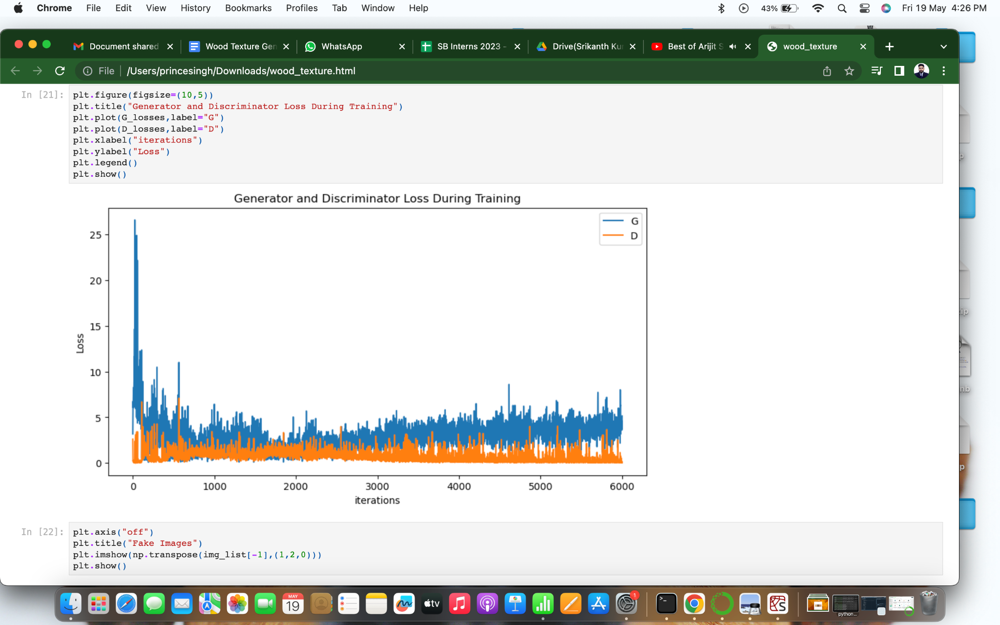 Chrome File Edit View History Bookmarks Profiles Tab Window Help 43% Fri 19 May 4:26 PM
Document shared Wood Texture Gen WhatsApp SB Interns 2023 - Drive(Srikanth Kum Best of Arijit S wood_texture
File /Users/princesingh/Downloads/wood_texture.html
In [21]:
plt.figure(figsize=(10,5))
plt.title("Generator and Discriminator Loss During Training")
plt.plot(G_losses,label="G")
plt.plot(D_losses,label="D")
plt.xlabel("iterations")
plt.ylabel("Loss")
plt.legend()
plt.show()
Generator and Discriminator Loss During Training
G
D
25
20
15
10
5
0
Loss
0 1000 2000 3000 4000 5000 6000
iterations
In [22]:
plt.axis("off")
plt.title("Fake Images")
plt.imshow(np.transpose(img_list[-1],(1,2,0)))
plt.show()
p
ip
nb
p
MAY
19
tv
1
python...